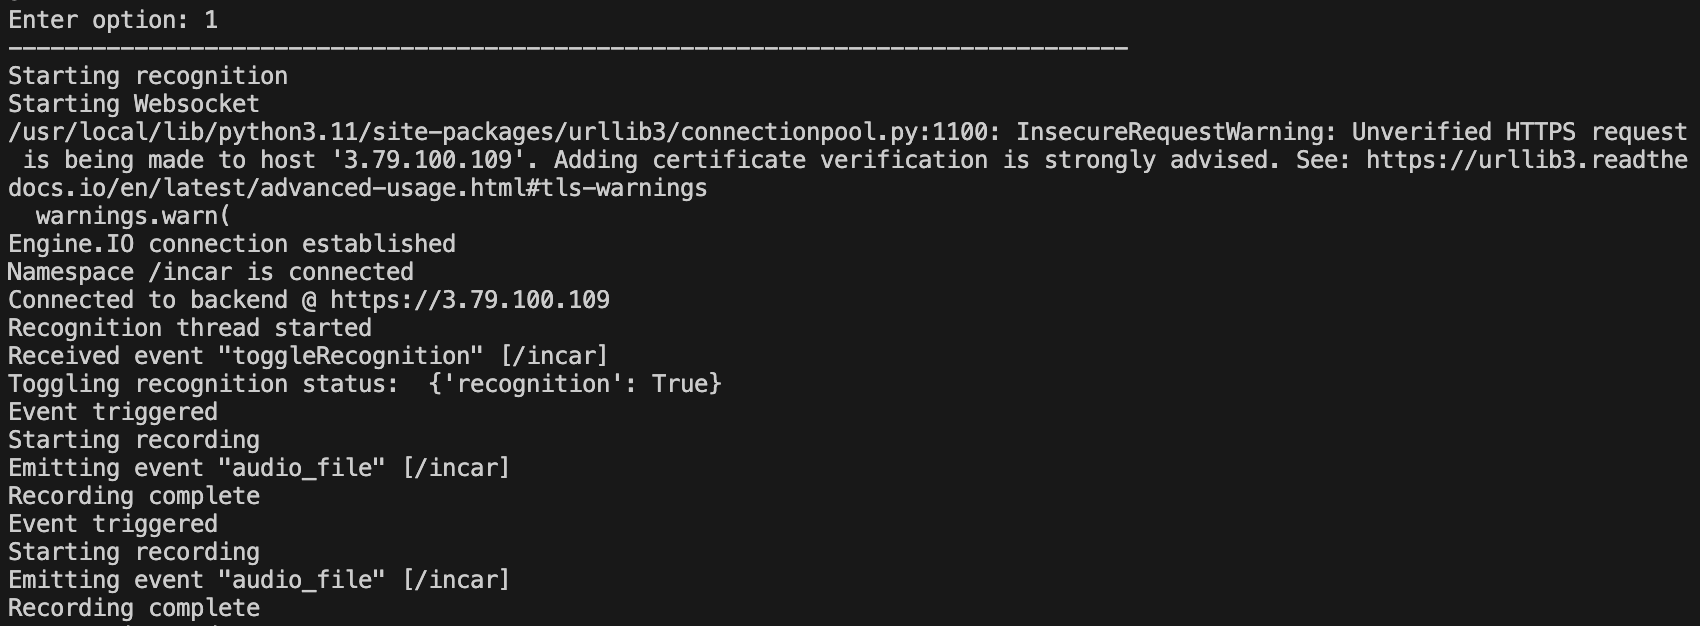 Enter option: 1
--------------------------------------------------------------------------------
Starting recognition
Starting Websocket
/usr/local/lib/python3.11/site-packages/urllib3/connectionpool.py:1100: InsecureRequestWarning: Unverified HTTPS request
 is being made to host '3.79.100.109'. Adding certificate verification is strongly advised. See: https://urllib3.readthe
docs.io/en/latest/advanced-usage.html#tls-warnings
  warnings.warn(
Engine.IO connection established
Namespace /incar is connected
Connected to backend @ https://3.79.100.109
Recognition thread started
Received event "toggleRecognition" [/incar]
Toggling recognition status:  {'recognition': True}
Event triggered
Starting recording
Emitting event "audio_file" [/incar]
Recording complete
Event triggered
Starting recording
Emitting event "audio_file" [/incar]
Recording complete